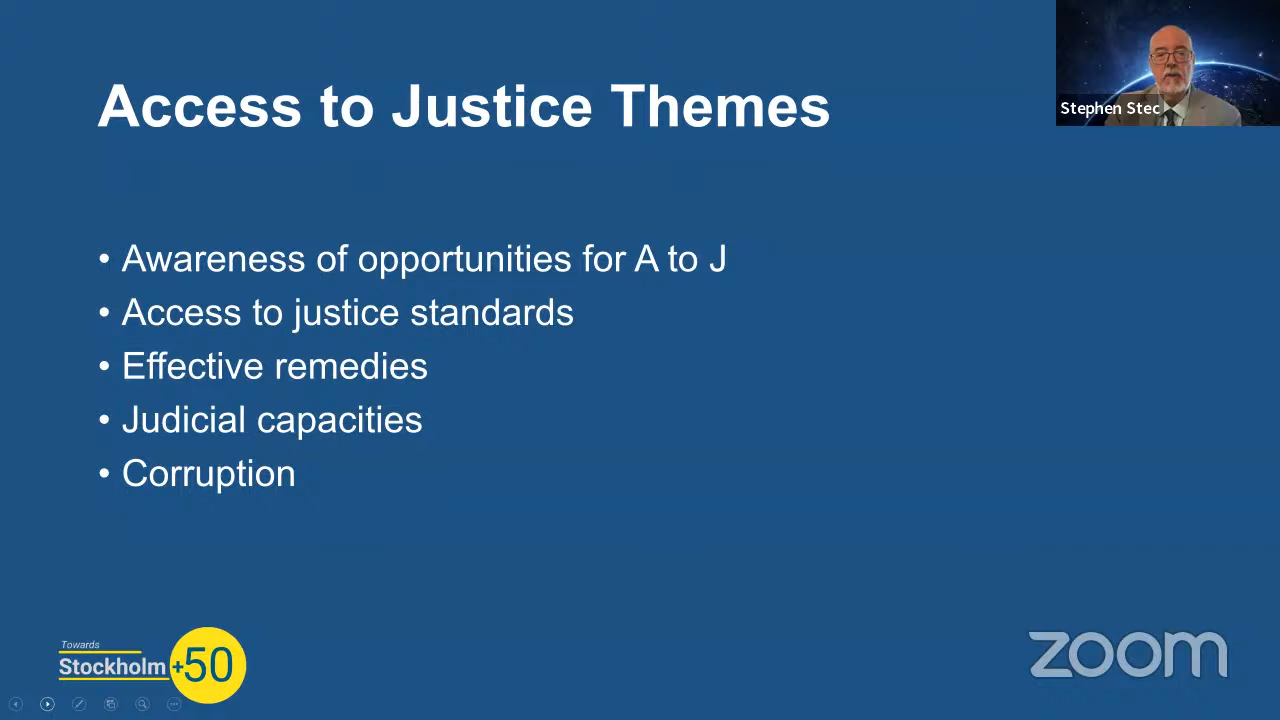 Access to Justice Themes
Stephen Stec
• Awareness of opportunities for A to J
• Access to justice standards
• Effective remedies
• Judicial capacities
• Corruption
Towards
Stockholm+50
zoom